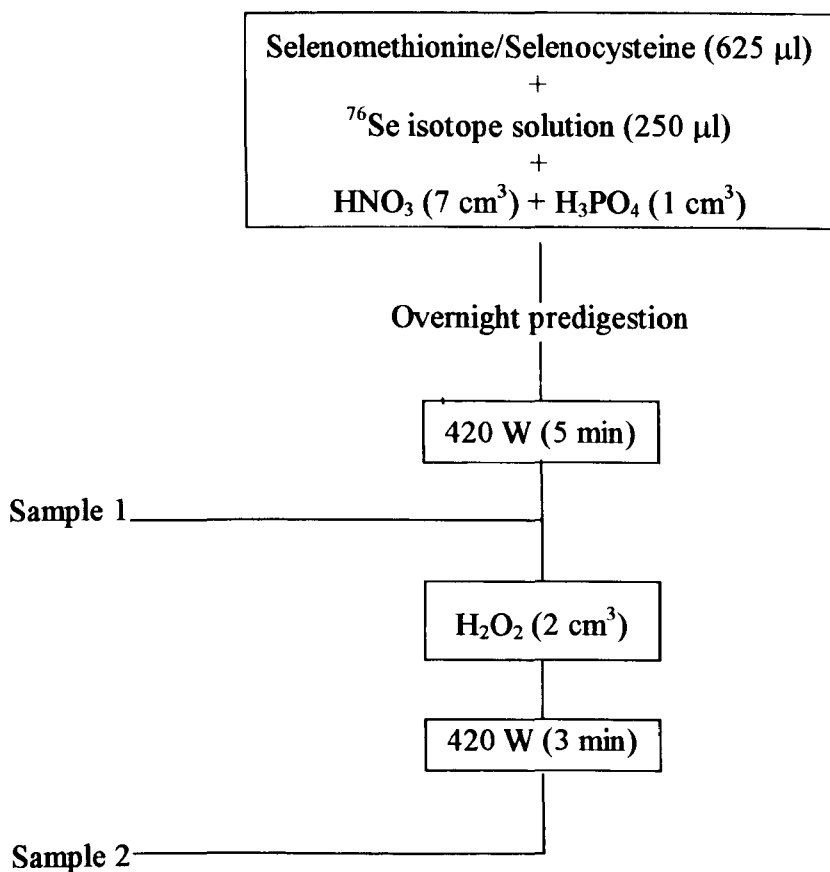 Selenomethionine/Selenocysteine (625 µl)
+
⁷⁶Se isotope solution (250 µl)
+
HNO₃ (7 cm³) + H₃PO₄ (1 cm³)
Overnight predigestion
420 W (5 min)
Sample 1
H₂O₂ (2 cm³)
420 W (3 min)
Sample 2